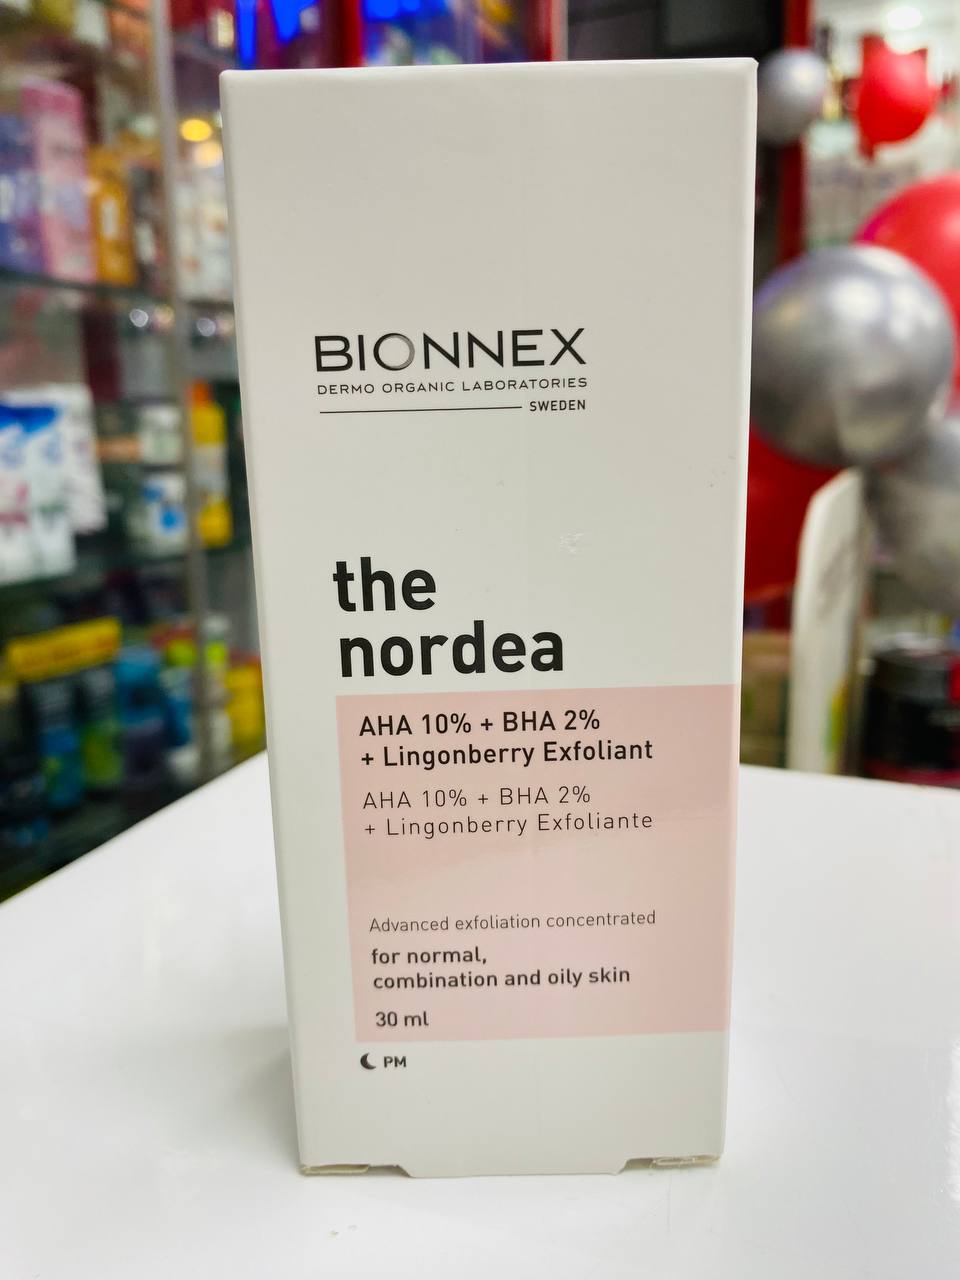 BIONNEX
DERMO ORGANIC LABORATORIES
SWEDEN
the
nordea
AHA 10% + BHA 2%
+ Lingonberry Exfoliant
AHA 10% + BHA 2%
+ Lingonberry Exfoliante
Advanced exfoliation concentrated
for normal,
combination and oily skin
30 ml
PM